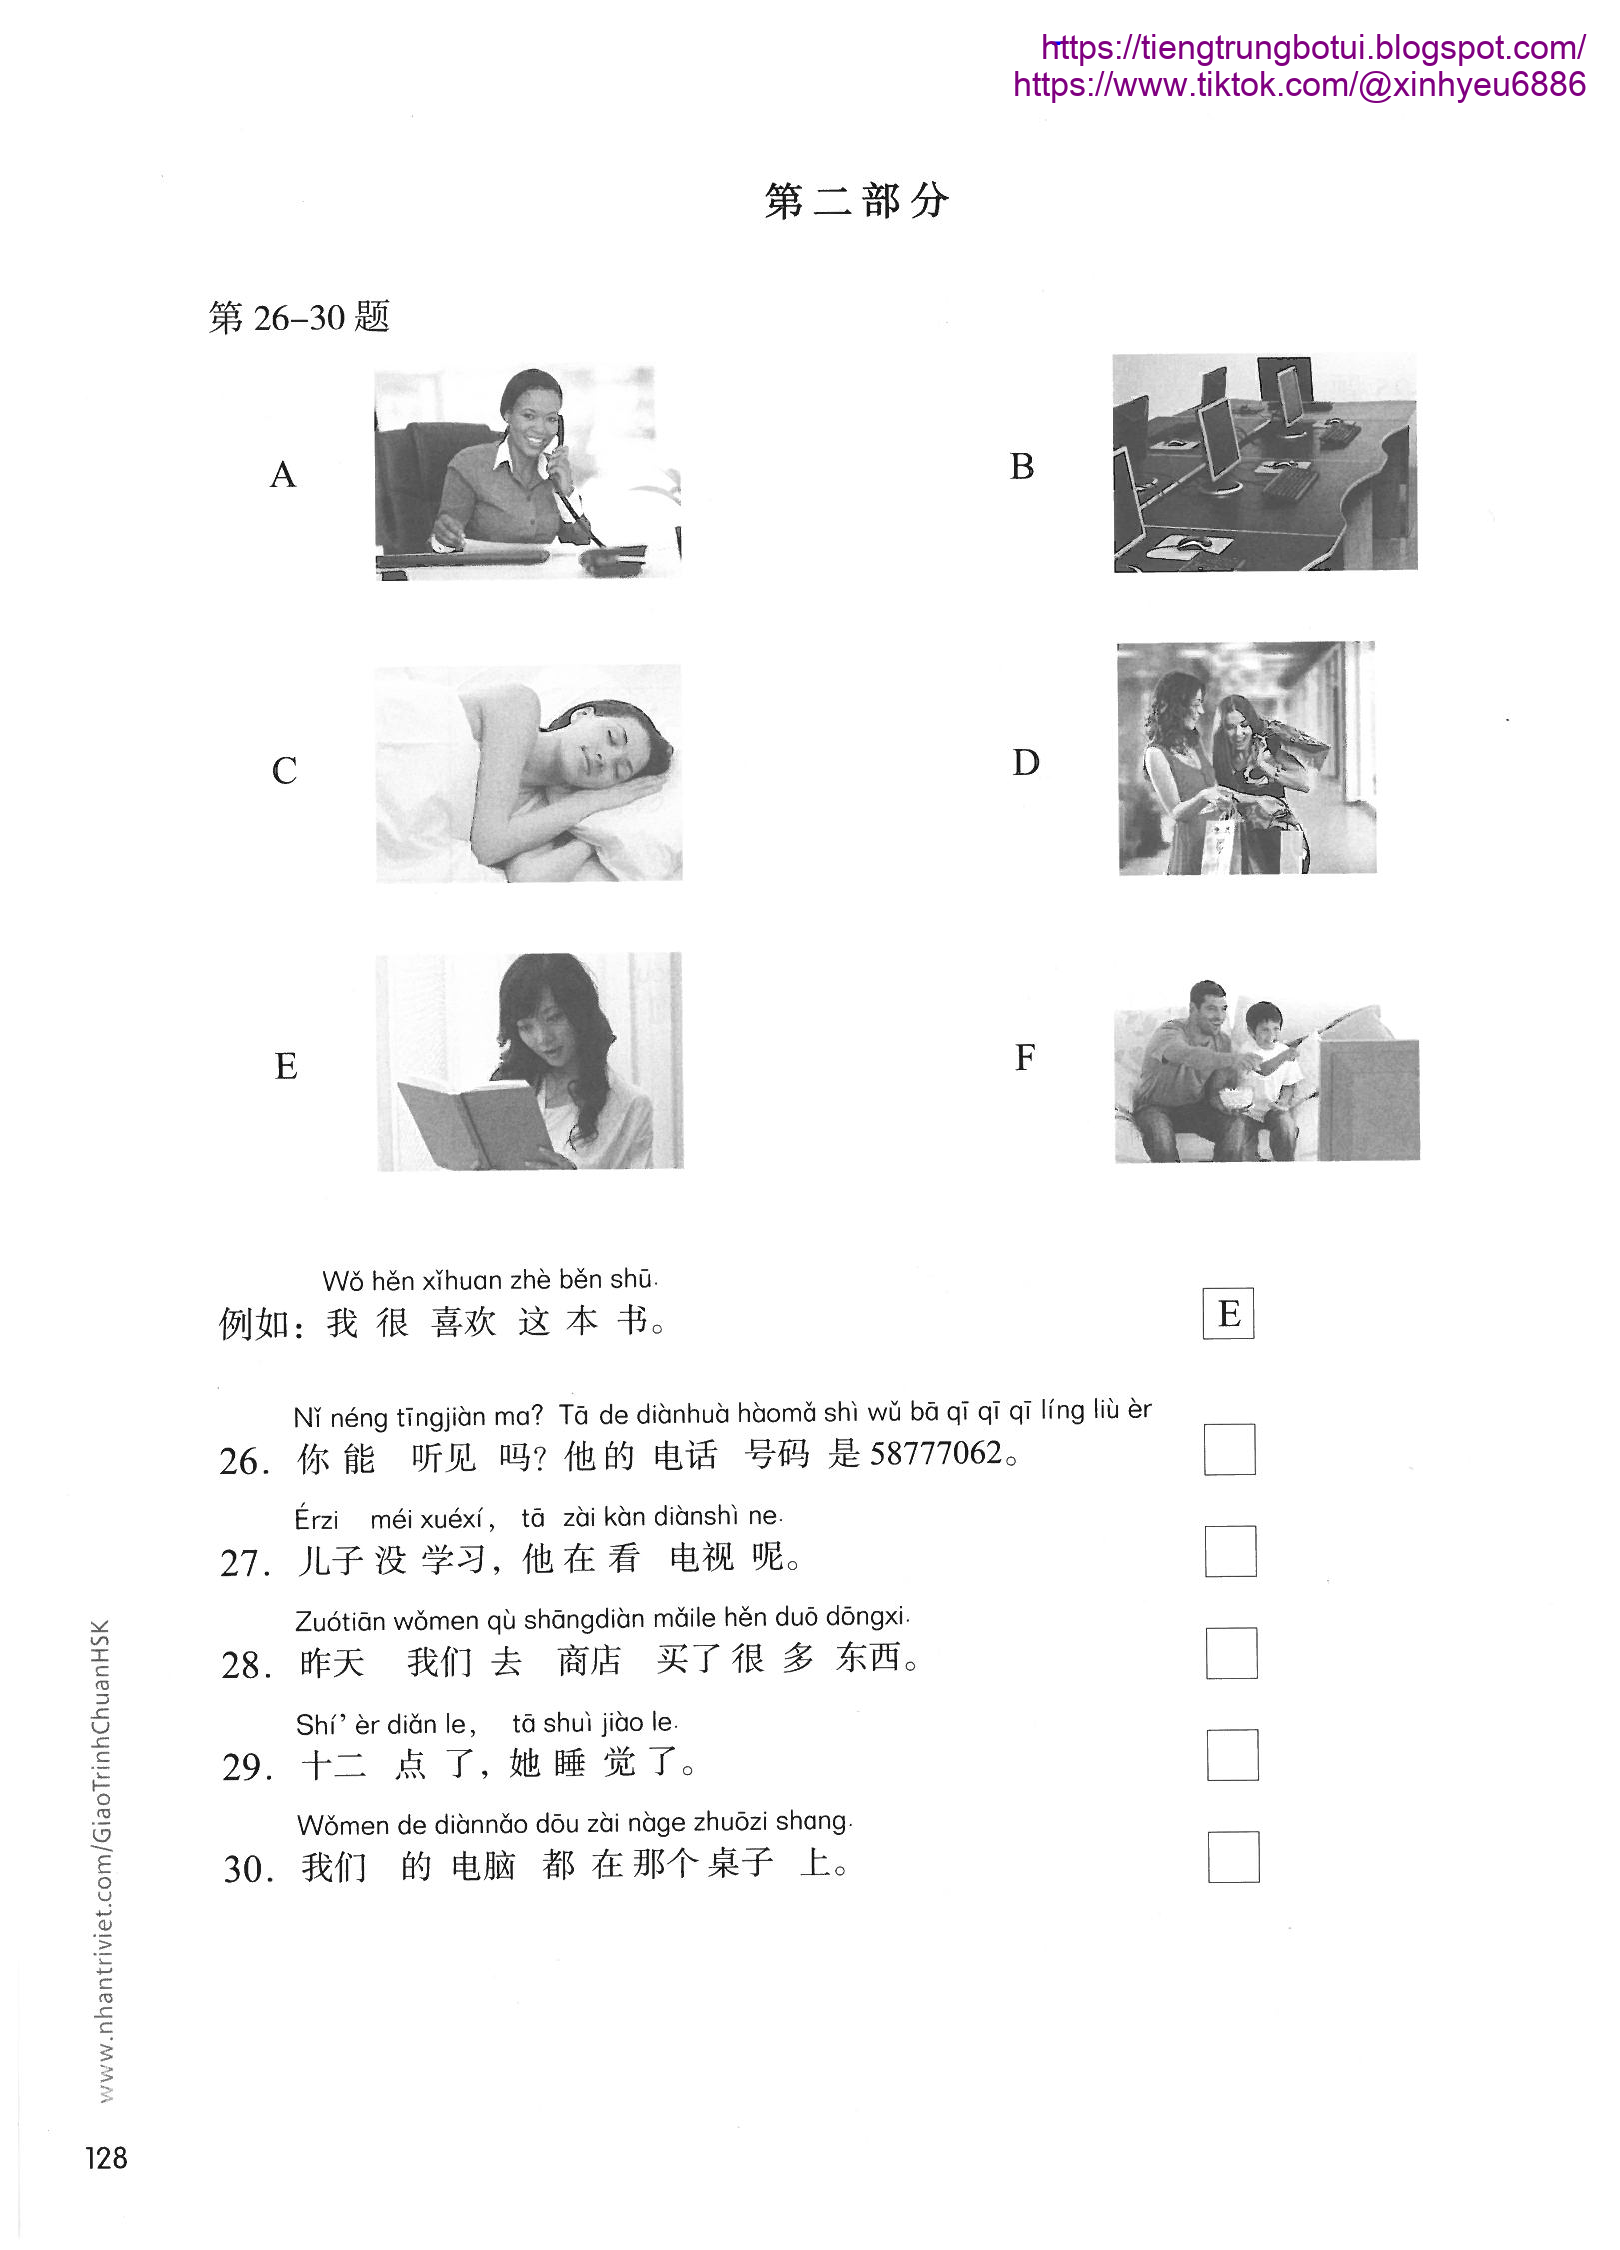 https://tiengtrungbotui.blogspot.com/
https://www.tiktok.com/@xinhyeu6886
第二部分
第 26–30 题
A
B
C
D
E
F
Wǒ hěn xǐhuan zhè běn shū.
例如：我 很 喜欢 这 本 书。
E
Nǐ néng tīngjiàn ma? Tā de diànhuà hàomǎ shì wǔ bā qī qī qī líng liù èr
26. 你 能 听见 吗？他 的 电话 号码 是 58777062。
Érzi méi xuéxí, tā zài kàn diànshì ne.
27. 儿子 没 学习，他 在 看 电视 呢。
Zuótiān wǒmen qù shāngdiàn mǎile hěn duō dōngxi.
28. 昨天 我们 去 商店 买了 很 多 东西。
Shí'èr diǎn le, tā shuì jiào le.
29. 十二 点 了，她 睡 觉 了。
Wǒmen de diànnǎo dōu zài nàge zhuōzi shang.
30. 我们 的 电脑 都 在 那个 桌子 上。
www.nhantriviet.com/GiaoTrinhChuanHSK
128